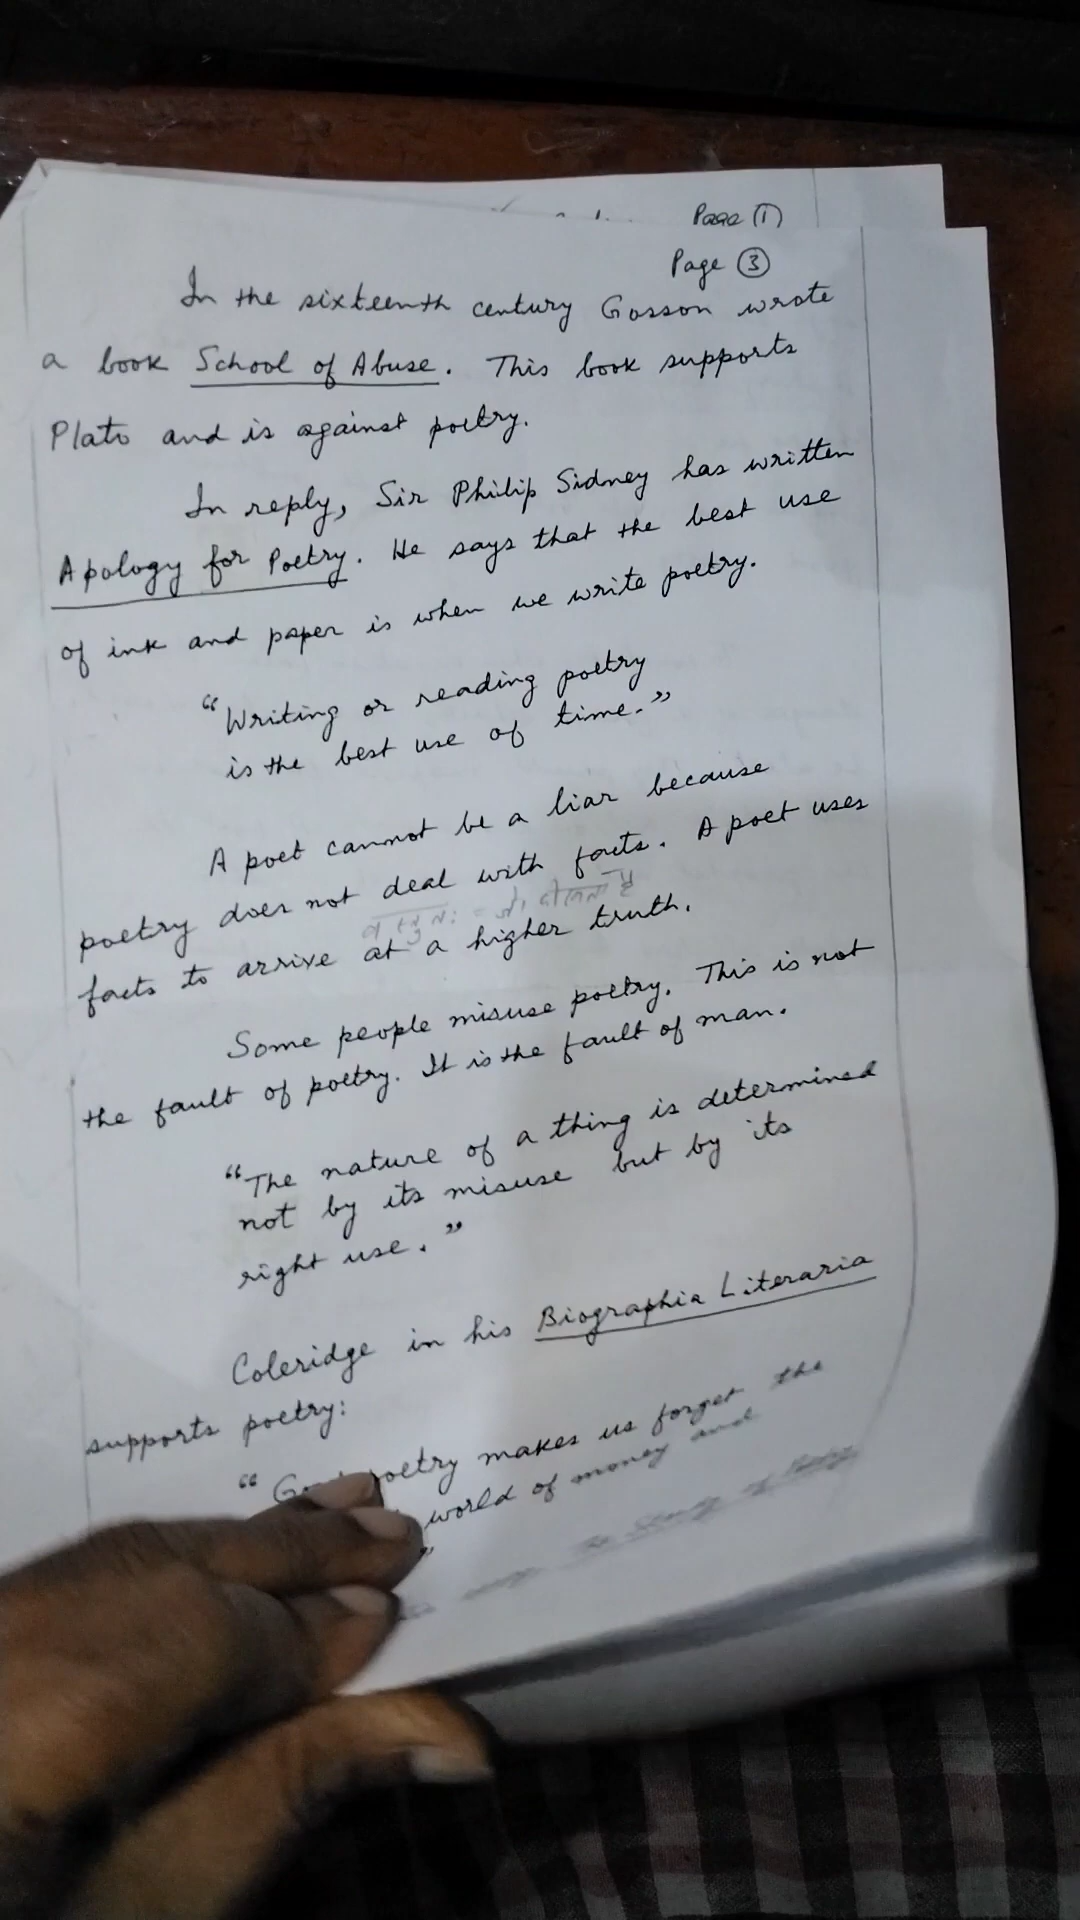 Page 1
Page 3
In the sixteenth century Gosson wrote
a book School of Abuse. This book supports
Plato and is against poetry.
In reply, Sir Philip Sidney has written
Apology for Poetry. He says that the best use
of ink and paper is when we write poetry.
"Writing or reading poetry
is the best use of time."
A poet cannot be a liar because
poetry does not deal with facts. A poet uses
facts to arrive at a higher truth.
Some people misuse poetry. This is not
the fault of poetry. It is the fault of man.
"The nature of a thing is determined
not by its misuse but by its
right use."
Coleridge in his Biographia Literaria
supports poetry:
" poetry makes us forget the
world of money and
"